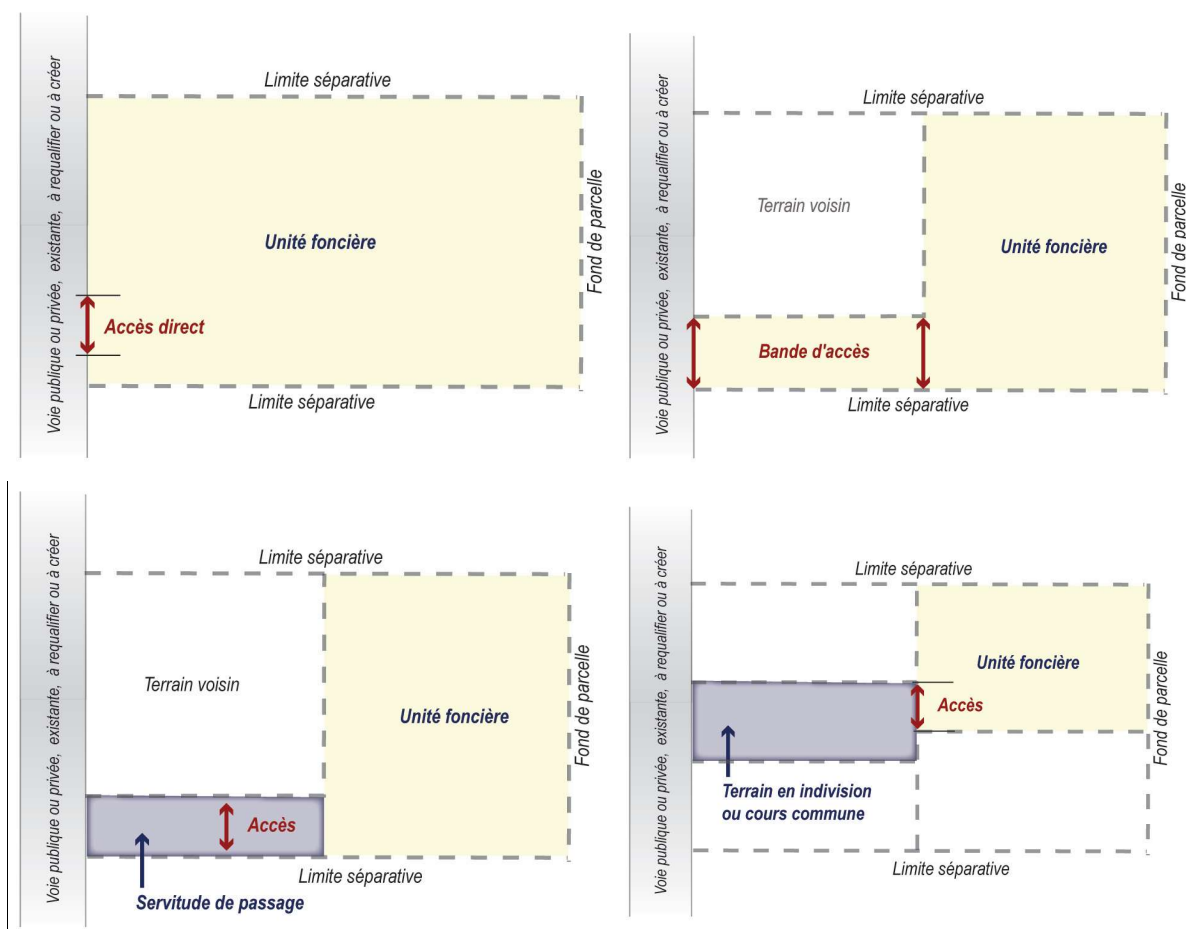 Voie publique ou privée, existante, à requalifier ou à créer
Limite séparative
Unité foncière
Fond de parcelle
Accès direct
Limite séparative
Voie publique ou privée, existante, à requalifier ou à créer
Limite séparative
Terrain voisin
Unité foncière
Fond de parcelle
Bande d'accès
Limite séparative
Voie publique ou privée, existante, à requalifier ou à créer
Limite séparative
Terrain voisin
Unité foncière
Fond de parcelle
Accès
Limite séparative
Servitude de passage
Voie publique ou privée, existante, à requalifier ou à créer
Limite séparative
Unité foncière
Fond de parcelle
Accès
Terrain en indivision
ou cours commune
Limite séparative